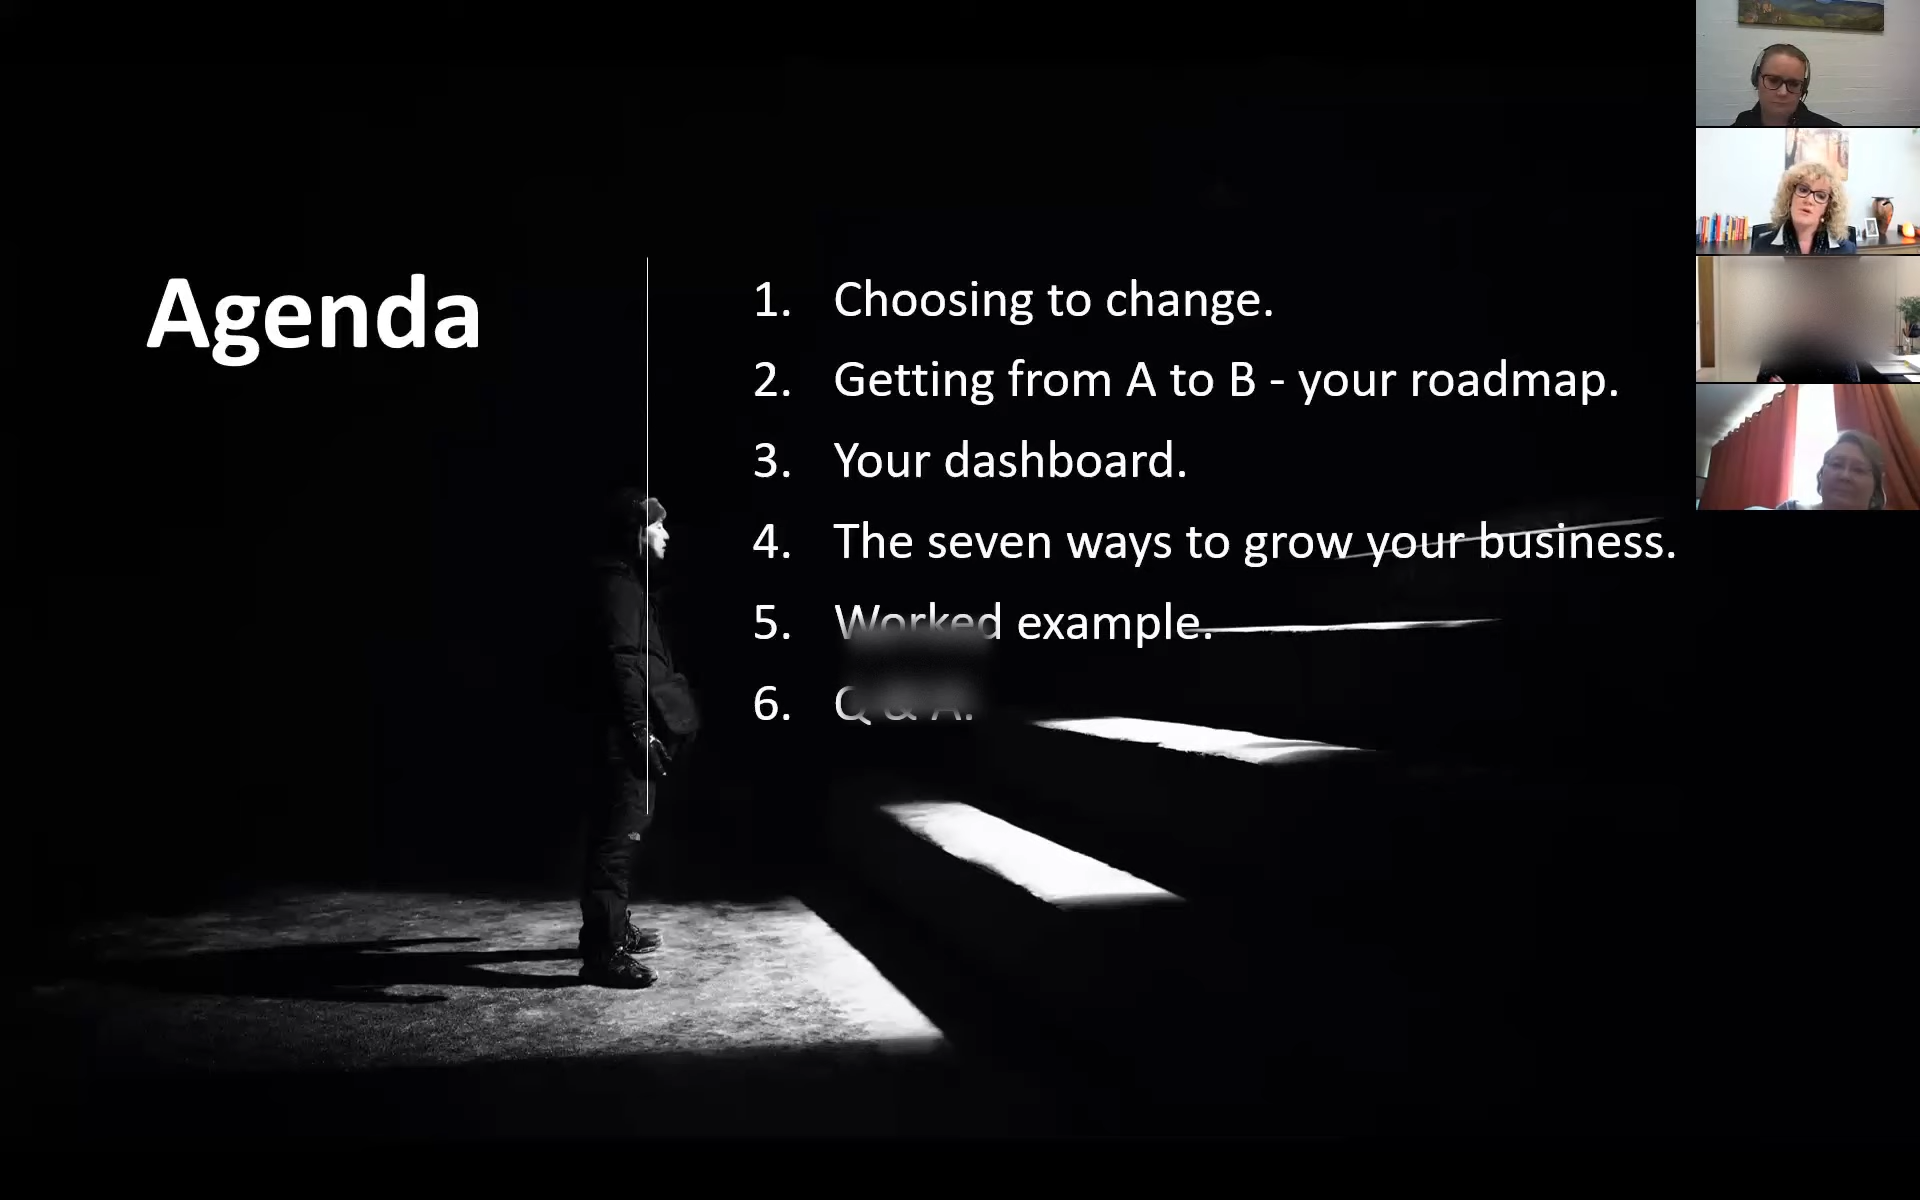 Agenda
1. Choosing to change.
2. Getting from A to B - your roadmap.
3. Your dashboard.
4. The seven ways to grow your business.
5. Worked example.
6. Q & A.